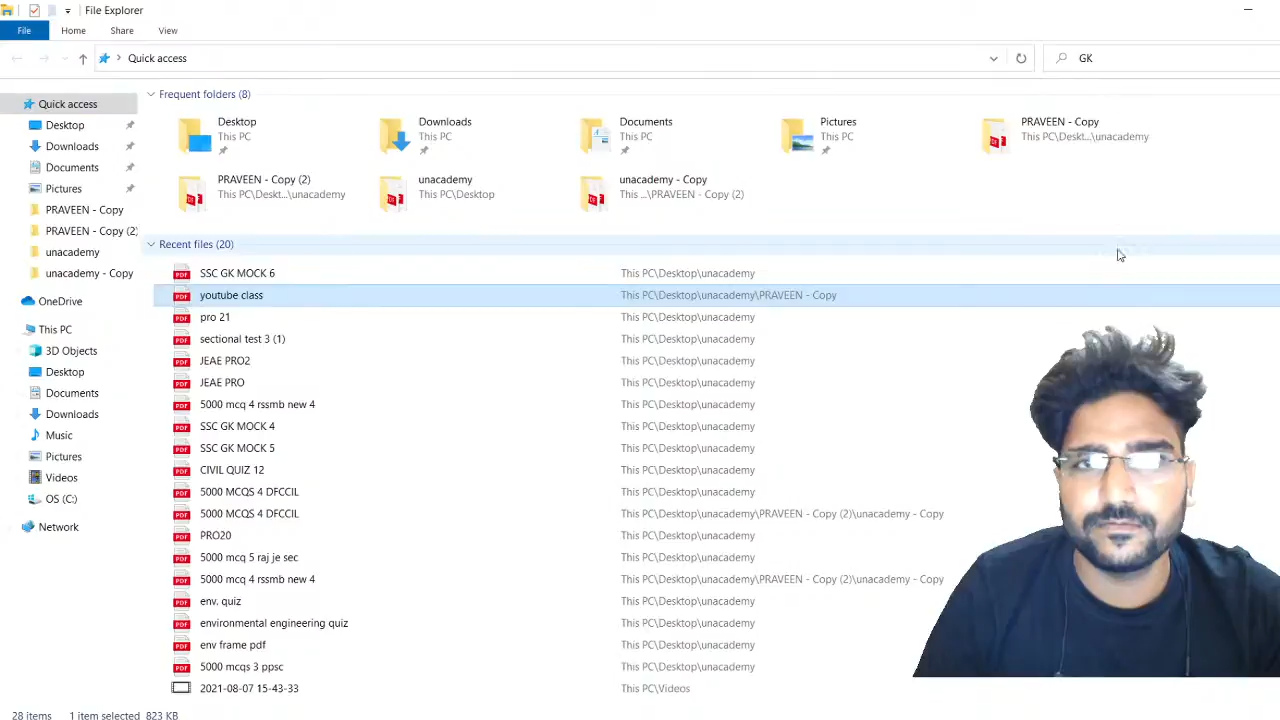 File Explorer
File Home Share View
Quick access GK
Quick access
Desktop
Downloads
Documents
Pictures
PRAVEEN - Copy
PRAVEEN - Copy (2)
unacademy
unacademy - Copy
OneDrive
This PC
3D Objects
Desktop
Documents
Downloads
Music
Pictures
Videos
OS (C:)
Network
Frequent folders (8)
Desktop
This PC
Downloads
This PC
Documents
This PC
Pictures
This PC
PRAVEEN - Copy
This PC\Deskt...\unacademy
PRAVEEN - Copy (2)
This PC\Deskt...\unacademy
unacademy
This PC\Desktop
unacademy - Copy
This ...\PRAVEEN - Copy (2)
Recent files (20)
SSC GK MOCK 6 This PC\Desktop\unacademy
youtube class This PC\Desktop\unacademy\PRAVEEN - Copy
pro 21 This PC\Desktop\unacademy
sectional test 3 (1) This PC\Desktop\unacademy
JEAE PRO2 This PC\Desktop\unacademy
JEAE PRO This PC\Desktop\unacademy
5000 mcq 4 rssmb new 4 This PC\Desktop\unacademy
SSC GK MOCK 4 This PC\Desktop\unacademy
SSC GK MOCK 5 This PC\Desktop\unacademy
CIVIL QUIZ 12 This PC\Desktop\unacademy
5000 MCQS 4 DFCCIL This PC\Desktop\unacademy
5000 MCQS 4 DFCCIL This PC\Desktop\unacademy\PRAVEEN - Copy (2)\unacademy - Copy
PRO20 This PC\Desktop\unacademy
5000 mcq 5 raj je sec This PC\Desktop\unacademy
5000 mcq 4 rssmb new 4 This PC\Desktop\unacademy\PRAVEEN - Copy (2)\unacademy - Copy
env. quiz This PC\Desktop\unacademy
environmental engineering quiz This PC\Desktop\unacademy
env frame pdf This PC\Desktop\unacademy
5000 mcqs 3 ppsc This PC\Desktop\unacademy
2021-08-07 15-43-33 This PC\Videos
28 items 1 item selected 823 KB